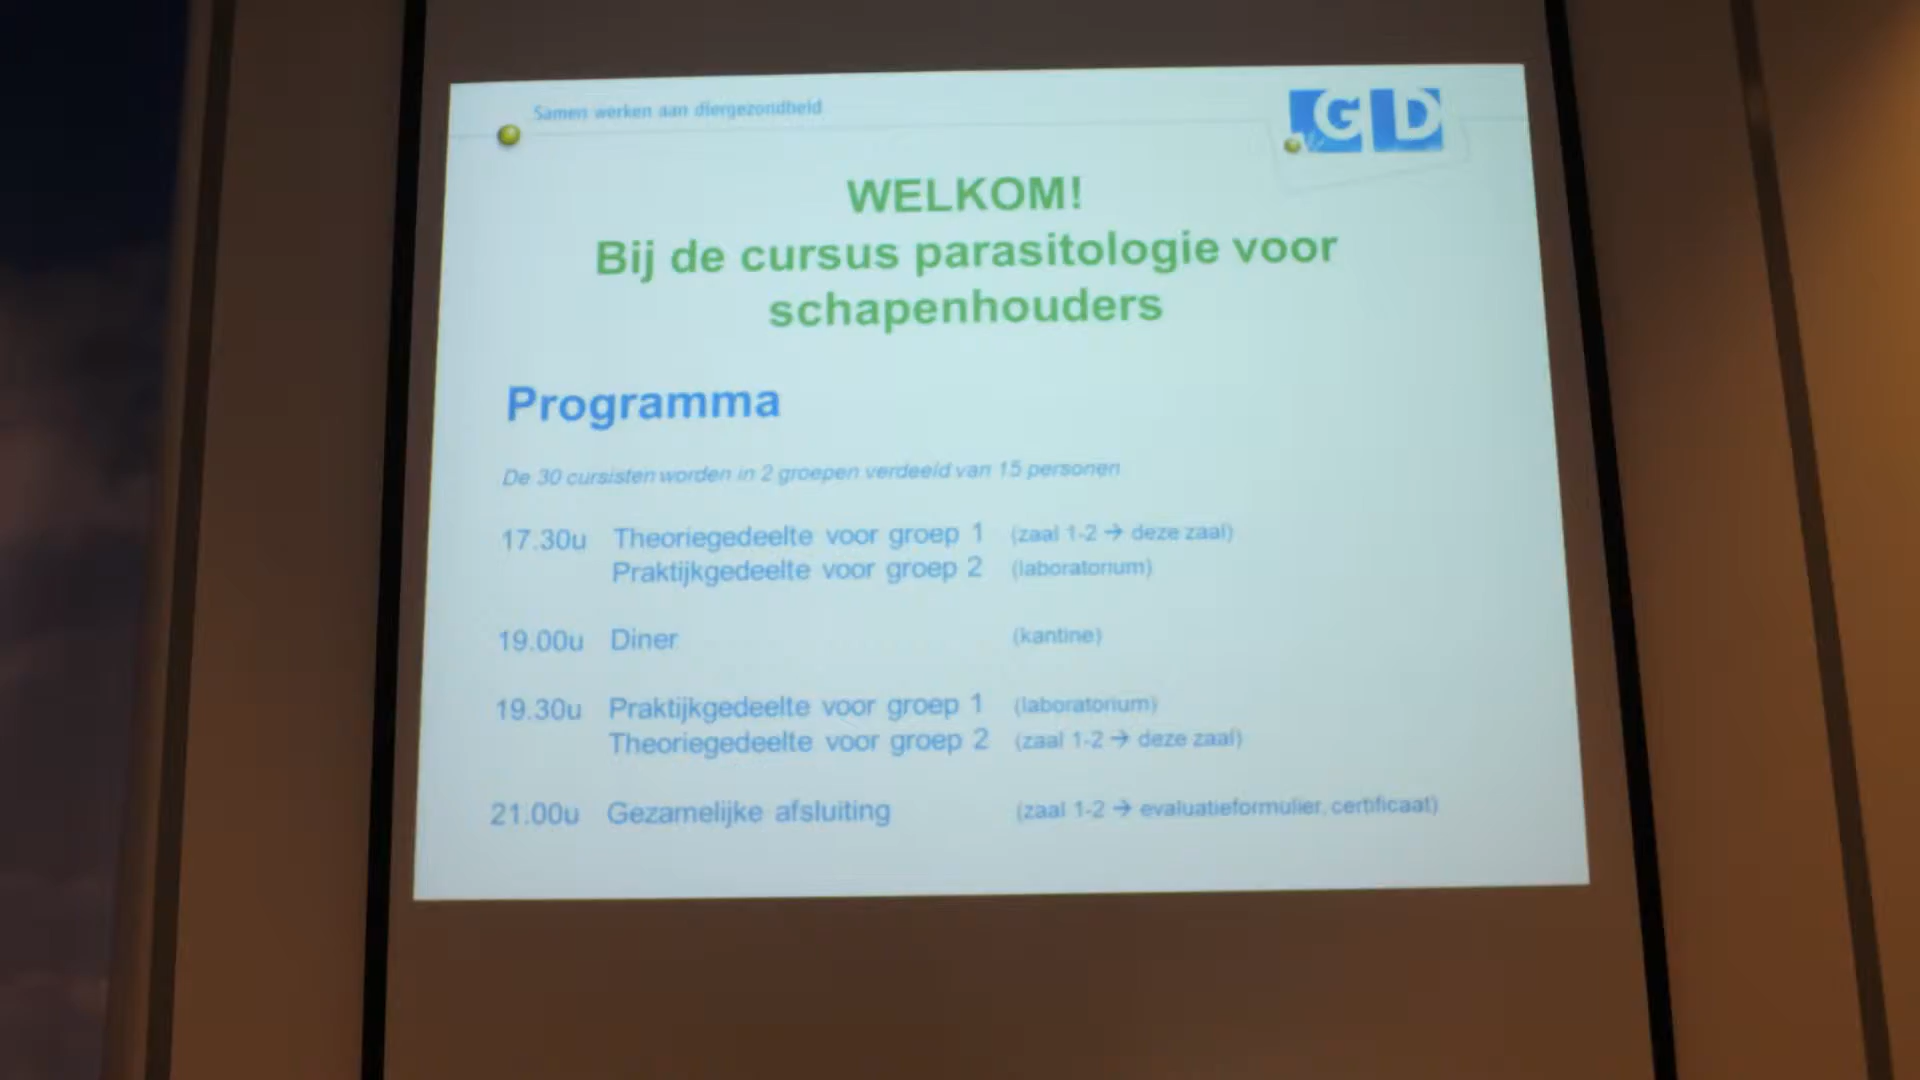 Samen werken aan diergezondheid
GD
WELKOM!
Bij de cursus parasitologie voor
schapenhouders
Programma
De 30 cursisten worden in 2 groepen verdeeld van 15 personen
17.30u Theoriegedeelte voor groep 1 (zaal 1-2 → deze zaal)
Praktijkgedeelte voor groep 2 (laboratorium)
19.00u Diner (kantine)
19.30u Praktijkgedeelte voor groep 1 (laboratorium)
Theoriegedeelte voor groep 2 (zaal 1-2 → deze zaal)
21.00u Gezamelijke afsluiting (zaal 1-2 → evaluatieformulier, certificaat)